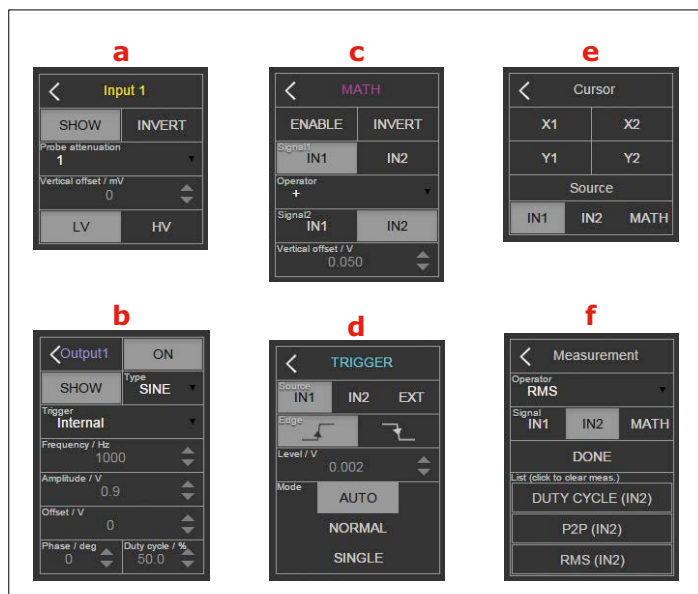 a
Input 1
SHOW INVERT
Probe attenuation
1
Vertical offset / mV
0
LV HV
b
Output1 ON
SHOW Type SINE
Trigger
Internal
Frequency / Hz
1000
Amplitude / V
0.9
Offset / V
0
Phase / deg Duty cycle / %
0 50.0
c
MATH
ENABLE INVERT
Signal1
IN1 IN2
Operator
+
Signal2
IN1 IN2
Vertical offset / V
0.050
d
TRIGGER
Source
IN1 IN2 EXT
Edge
Level / V
0.002
Mode
AUTO
NORMAL
SINGLE
e
Cursor
X1 X2
Y1 Y2
Source
IN1 IN2 MATH
f
Measurement
Operator
RMS
Signal
IN1 IN2 MATH
DONE
List (click to clear meas.)
DUTY CYCLE (IN2)
P2P (IN2)
RMS (IN2)